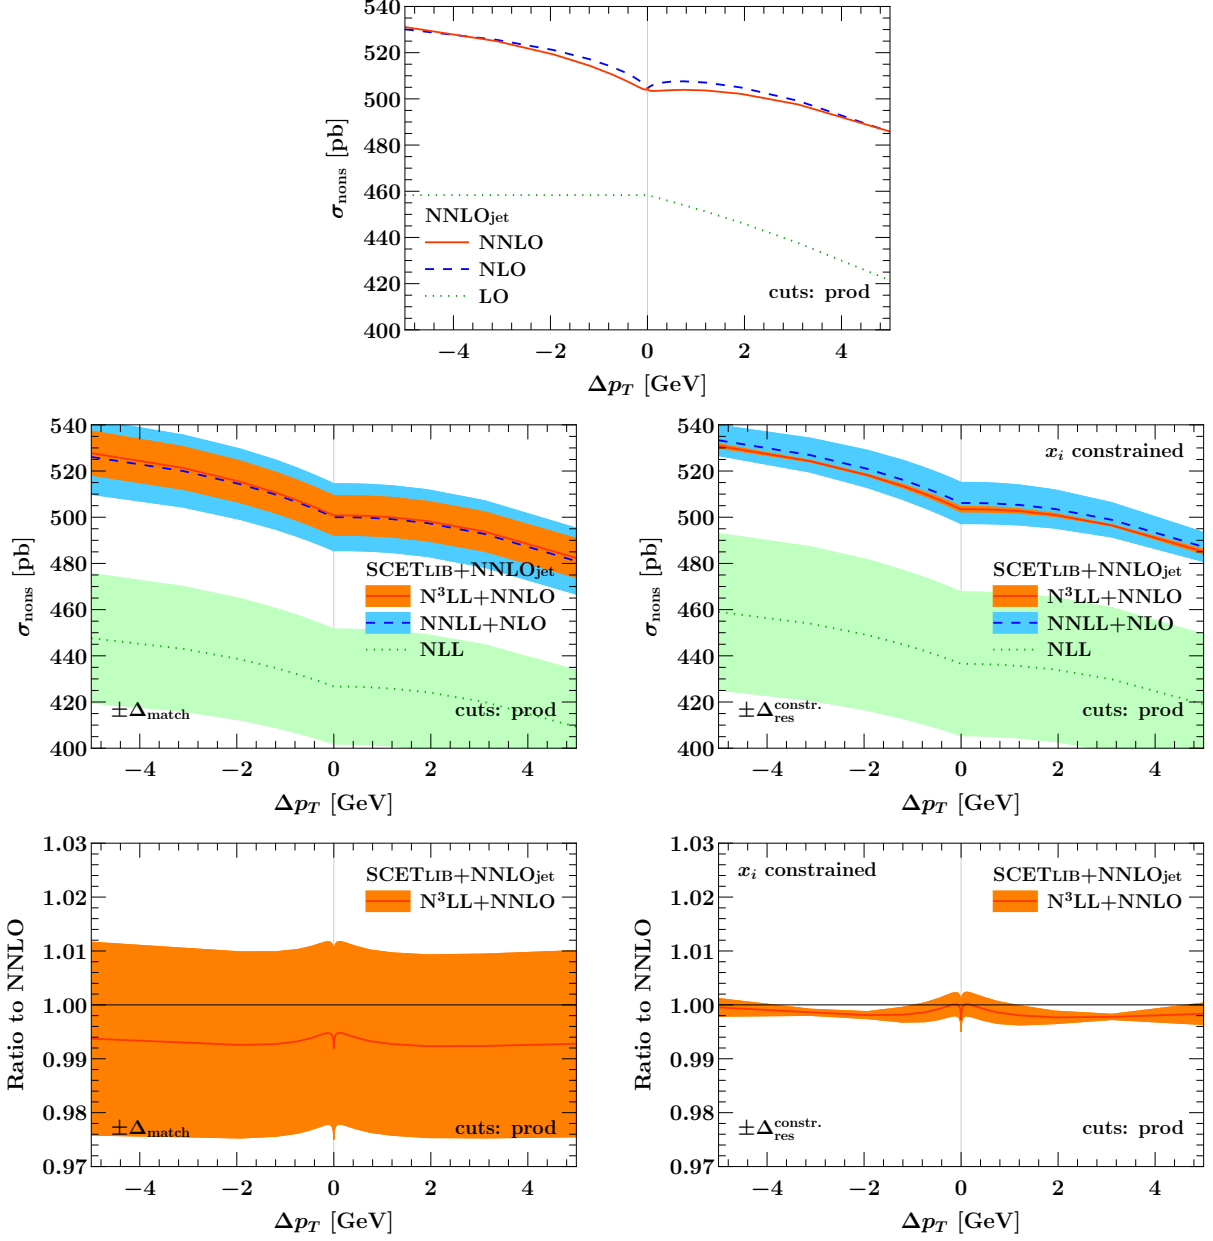 540
520
500
480
460
440
420
400
σnons [pb]
NNLOjet
NNLO
NLO
LO
cuts: prod
−4 −2 0 2 4
ΔpT [GeV]
540
520
500
480
460
440
420
400
σnons [pb]
SCETLIB+NNLOjet
N³LL+NNLO
NNLL+NLO
NLL
±Δmatch
cuts: prod
−4 −2 0 2 4
ΔpT [GeV]
540
520
500
480
460
440
420
400
σnons [pb]
xi constrained
SCETLIB+NNLOjet
N³LL+NNLO
NNLL+NLO
NLL
±Δres constr.
cuts: prod
−4 −2 0 2 4
ΔpT [GeV]
1.03
1.02
1.01
1.00
0.99
0.98
0.97
Ratio to NNLO
SCETLIB+NNLOjet
N³LL+NNLO
±Δmatch
cuts: prod
−4 −2 0 2 4
ΔpT [GeV]
1.03
1.02
1.01
1.00
0.99
0.98
0.97
Ratio to NNLO
xi constrained
SCETLIB+NNLOjet
N³LL+NNLO
±Δres constr.
cuts: prod
−4 −2 0 2 4
ΔpT [GeV]